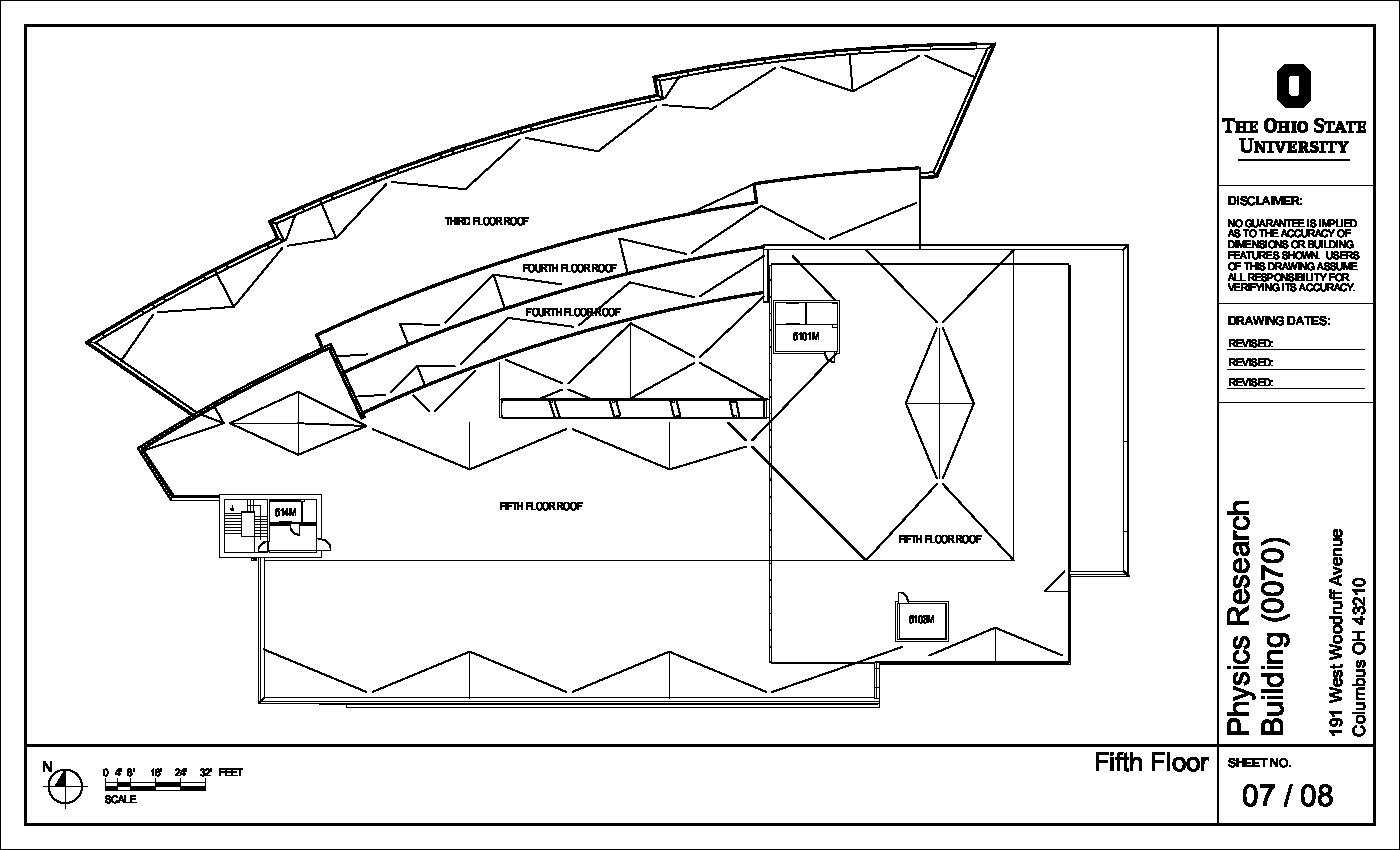 THIRD FLOOR ROOF
FOURTH FLOOR ROOF
FOURTH FLOOR ROOF
5101M
514M
FIFTH FLOOR ROOF
FIFTH FLOOR ROOF
5103M
O
THE OHIO STATE
UNIVERSITY
DISCLAIMER:
NO GUARANTEE IS IMPLIED
AS TO THE ACCURACY OF
DIMENSIONS OR BUILDING
FEATURES SHOWN. USERS
OF THIS DRAWING ASSUME
ALL RESPONSIBILITY FOR
VERIFYING ITS ACCURACY.
DRAWING DATES:
REVISED:
REVISED:
REVISED:
Physics Research
Building (0070)
191 West Woodruff Avenue
Columbus OH 43210
N
0 4' 8' 16' 24' 32' FEET
SCALE
Fifth Floor
SHEET NO.
07 / 08